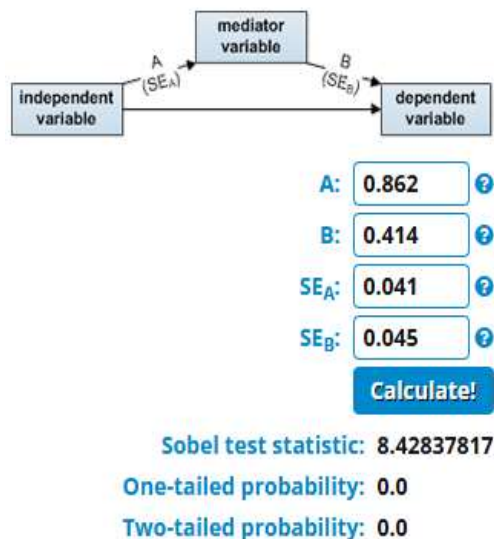 mediator
variable
A
(SEA)
B
(SEB)
independent
variable
dependent
variable
A: 0.862 ?
B: 0.414 ?
SEA: 0.041 ?
SEB: 0.045 ?
Calculate!
Sobel test statistic: 8.42837817
One-tailed probability: 0.0
Two-tailed probability: 0.0